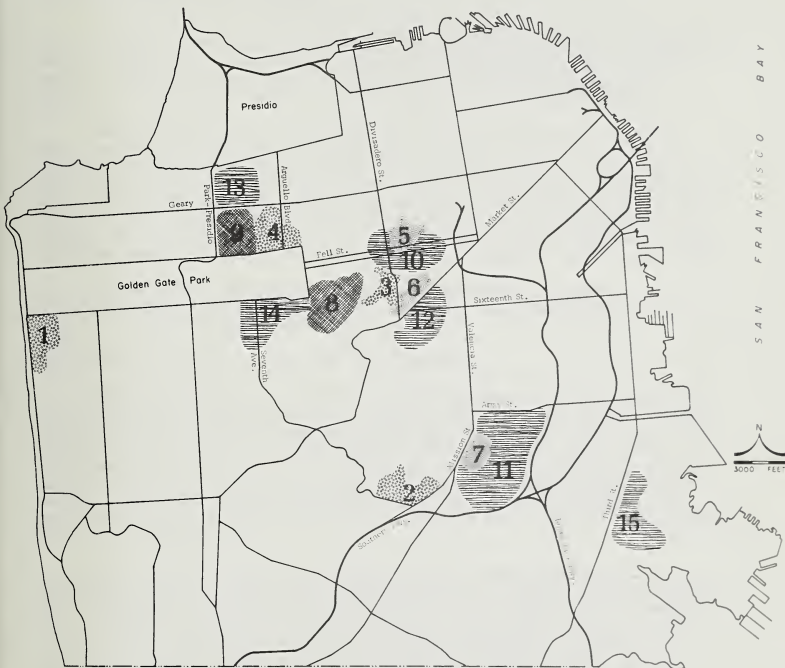 SAN FRANCISCO BAY
Presidio
Divisadero St.
Arguello Blvd.
13
Park-Presidio
Geary
Market St.
9
4
5
Fell St.
10
Golden Gate Park
3
6
8
Sixteenth St.
14
12
1
Seventh
Ave.
Valencia St.
Army St.
N
3000 FEET
Mission St
7
11
2
Third St.
15